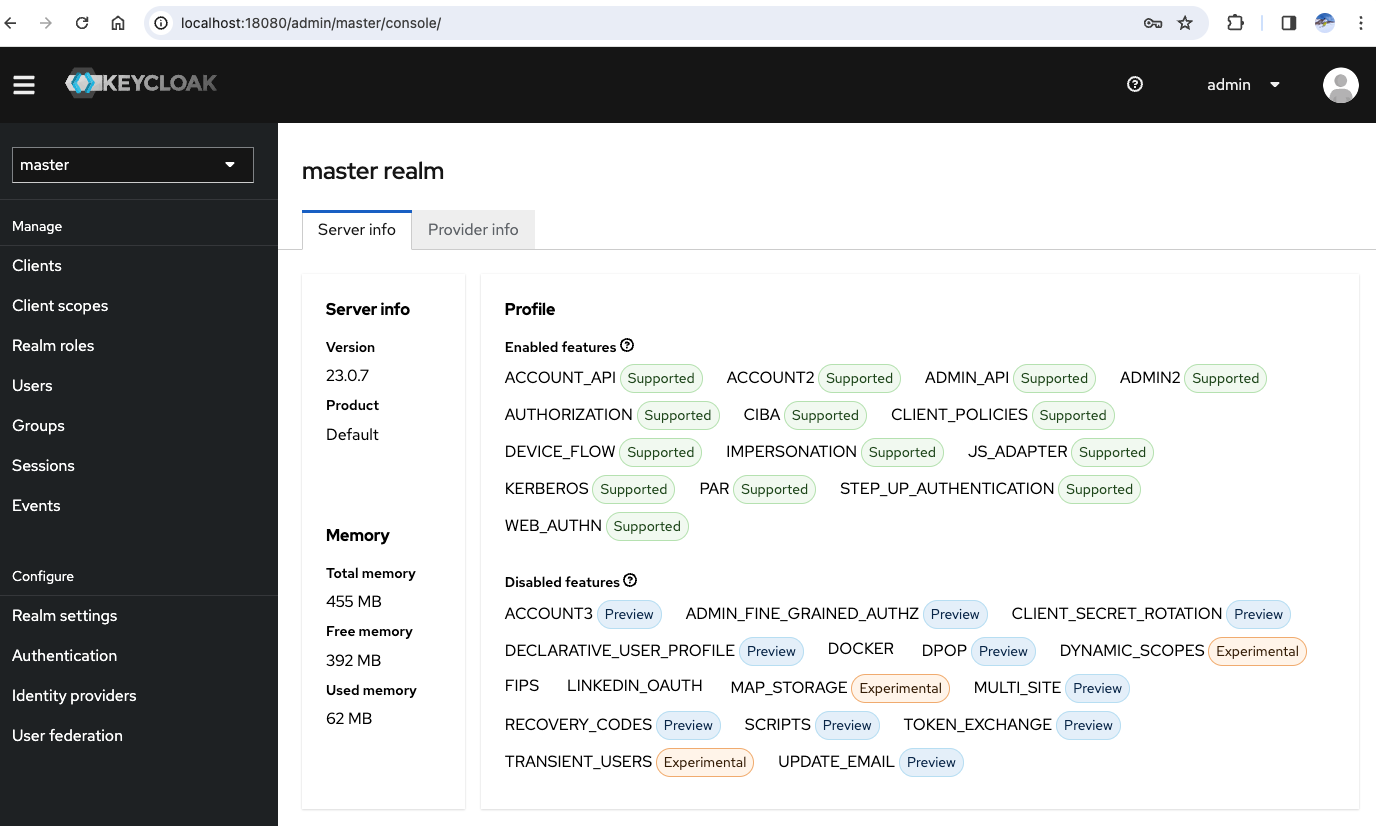 localhost:18080/admin/master/console/
KEYCLOAK
admin
master
Manage
Clients
Client scopes
Realm roles
Users
Groups
Sessions
Events
Configure
Realm settings
Authentication
Identity providers
User federation
master realm
Server info Provider info
Server info
Version
23.0.7
Product
Default
Memory
Total memory
455 MB
Free memory
392 MB
Used memory
62 MB
Profile
Enabled features
ACCOUNT_API Supported ACCOUNT2 Supported ADMIN_API Supported ADMIN2 Supported
AUTHORIZATION Supported CIBA Supported CLIENT_POLICIES Supported
DEVICE_FLOW Supported IMPERSONATION Supported JS_ADAPTER Supported
KERBEROS Supported PAR Supported STEP_UP_AUTHENTICATION Supported
WEB_AUTHN Supported
Disabled features
ACCOUNT3 Preview ADMIN_FINE_GRAINED_AUTHZ Preview CLIENT_SECRET_ROTATION Preview
DECLARATIVE_USER_PROFILE Preview DOCKER DPOP Preview DYNAMIC_SCOPES Experimental
FIPS LINKEDIN_OAUTH MAP_STORAGE Experimental MULTI_SITE Preview
RECOVERY_CODES Preview SCRIPTS Preview TOKEN_EXCHANGE Preview
TRANSIENT_USERS Experimental UPDATE_EMAIL Preview